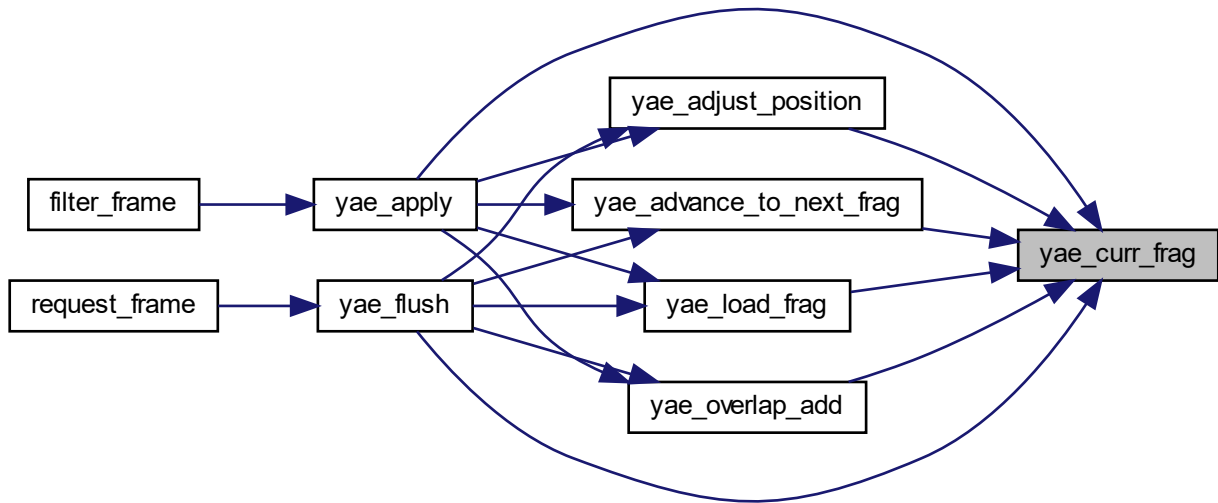 yae_adjust_position
filter_frame
yae_apply
yae_advance_to_next_frag
yae_curr_frag
request_frame
yae_flush
yae_load_frag
yae_overlap_add